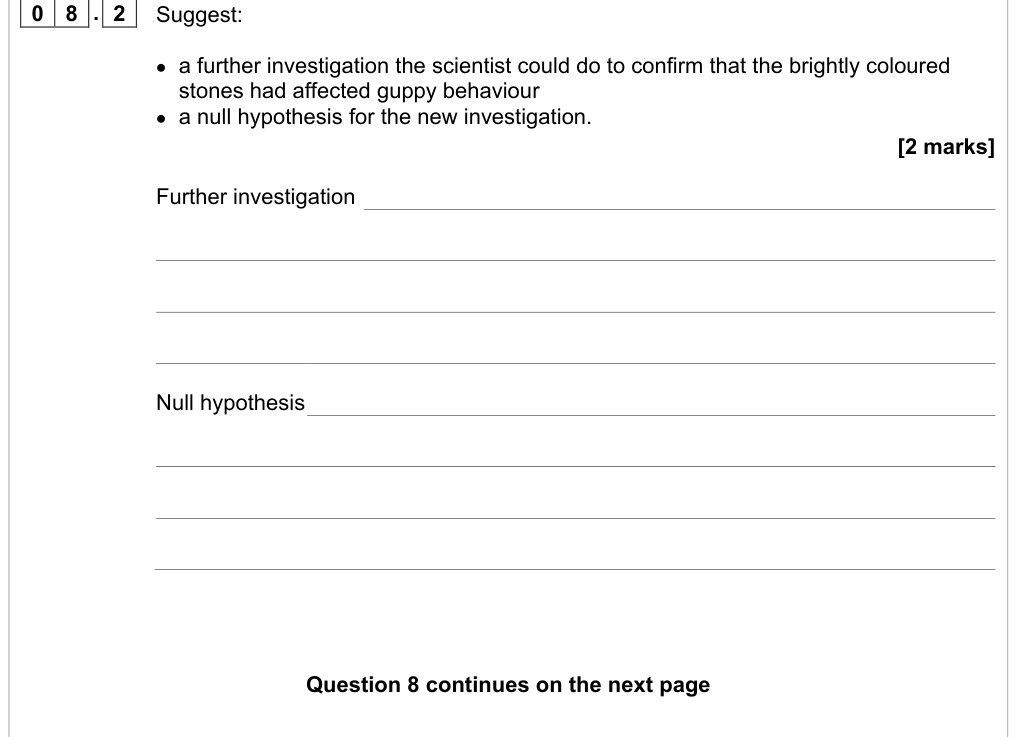 0 8 . 2 Suggest:
• a further investigation the scientist could do to confirm that the brightly coloured
stones had affected guppy behaviour
• a null hypothesis for the new investigation.
[2 marks]
Further investigation
Null hypothesis
Question 8 continues on the next page